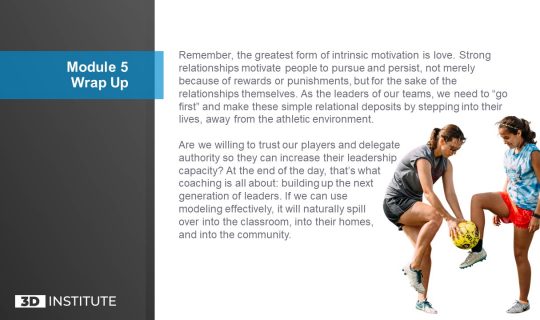 Module 5
Wrap Up
Remember, the greatest form of intrinsic motivation is love. Strong
relationships motivate people to pursue and persist, not merely
because of rewards or punishments, but for the sake of the
relationships themselves. As the leaders of our teams, we need to “go
first” and make these simple relational deposits by stepping into their
lives, away from the athletic environment.
Are we willing to trust our players and delegate
authority so they can increase their leadership
capacity? At the end of the day, that’s what
coaching is all about: building up the next
generation of leaders. If we can use
modeling effectively, it will naturally spill
over into the classroom, into their homes,
and into the community.
3D INSTITUTE